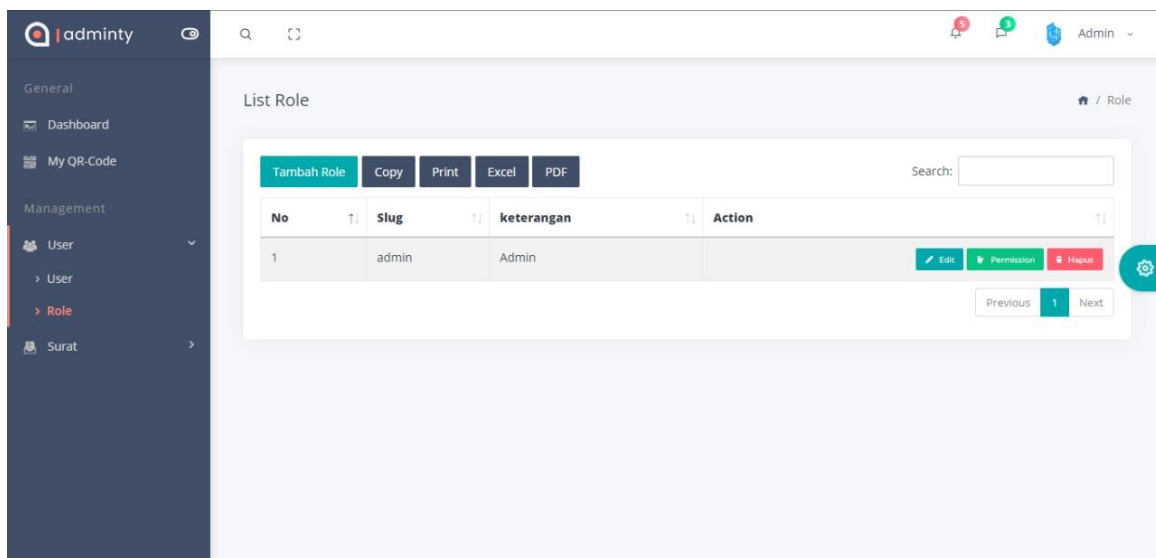 adminty
5
3
Admin
General
Dashboard
My QR-Code
Management
User
User
Role
Surat
List Role
/ Role
Tambah Role Copy Print Excel PDF
Search:
No Slug keterangan Action
1 admin Admin Edit Permission Hapus
Previous 1 Next